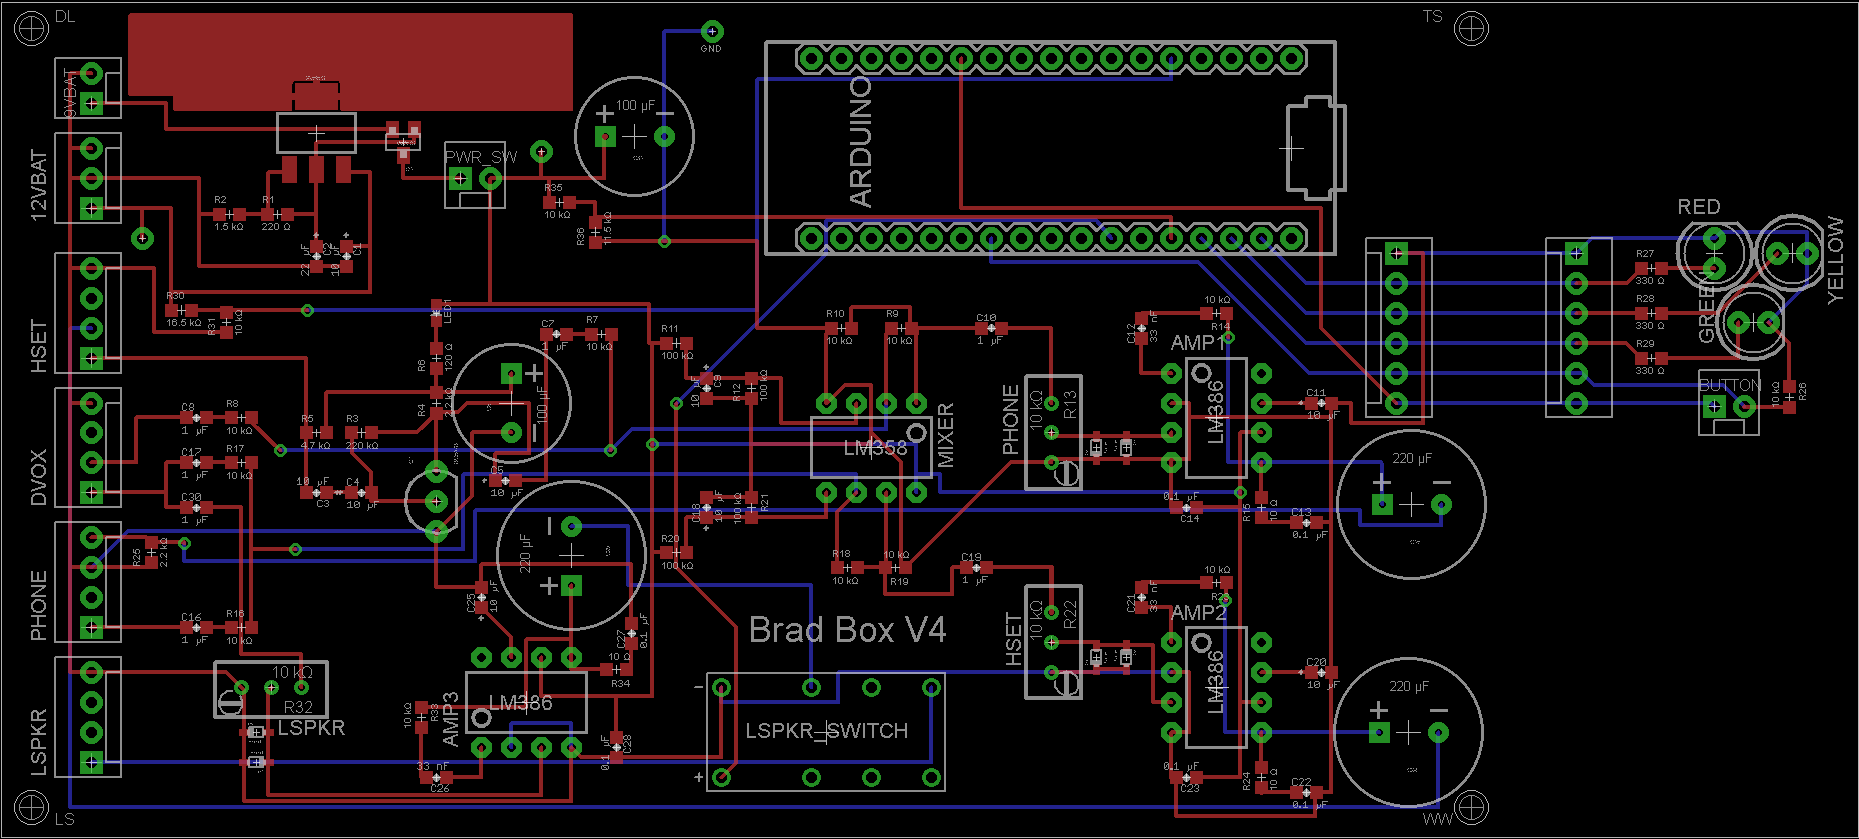 DL
TS
GND
9VBAT
100 µF
ARDUINO
PWR_SW
12VBAT
R35
10 kΩ
R36
11.5 kΩ
R2
1.5 kΩ
R1
220 Ω
22 µF
C2
10 µF
C1
RED
YELLOW
GREEN
R27
330 Ω
R28
330 Ω
R29
330 Ω
BUTTON
10 kΩ
R26
HSET
R30
16.5 kΩ
R31
10 kΩ
LED1
R6
120 Ω
R4
2.2 kΩ
C7
1 µF
R7
10 kΩ
100 µF
R11
100 kΩ
10 µF
C9
R12
100 kΩ
R10
10 kΩ
R9
10 kΩ
C10
1 µF
C12
33 nF
10 kΩ
R14
AMP1
LM386
PHONE
10 kΩ
R13
LM358
MIXER
C11
10 µF
220 µF
DVOX
C8
1 µF
R8
10 kΩ
C17
1 µF
R17
10 kΩ
C30
1 µF
R5
4.7 kΩ
R3
220 kΩ
10 µF
C3
C4
10 µF
C5
10 µF
C18
10 µF
100 kΩ
R21
R20
100 kΩ
0.1 µF
C14
R15
10 Ω
C13
0.1 µF
PHONE
R25
2.2 kΩ
C16
1 µF
R16
10 kΩ
220 µF
C25
10 µF
C27
0.1 µF
10 Ω
R34
R18
10 kΩ
10 kΩ
R19
C19
1 µF
Brad Box V4
HSET
10 kΩ
R22
C21
33 nF
10 kΩ
AMP2
LM386
C20
10 µF
220 µF
LSPKR
10 kΩ
R32
LSPKR
10 kΩ
R33
AMP3
LM386
33 nF
C26
0.1 µF
C28
LSPKR_SWITCH
0.1 µF
C23
R24
10 Ω
C22
0.1 µF
LS
WW